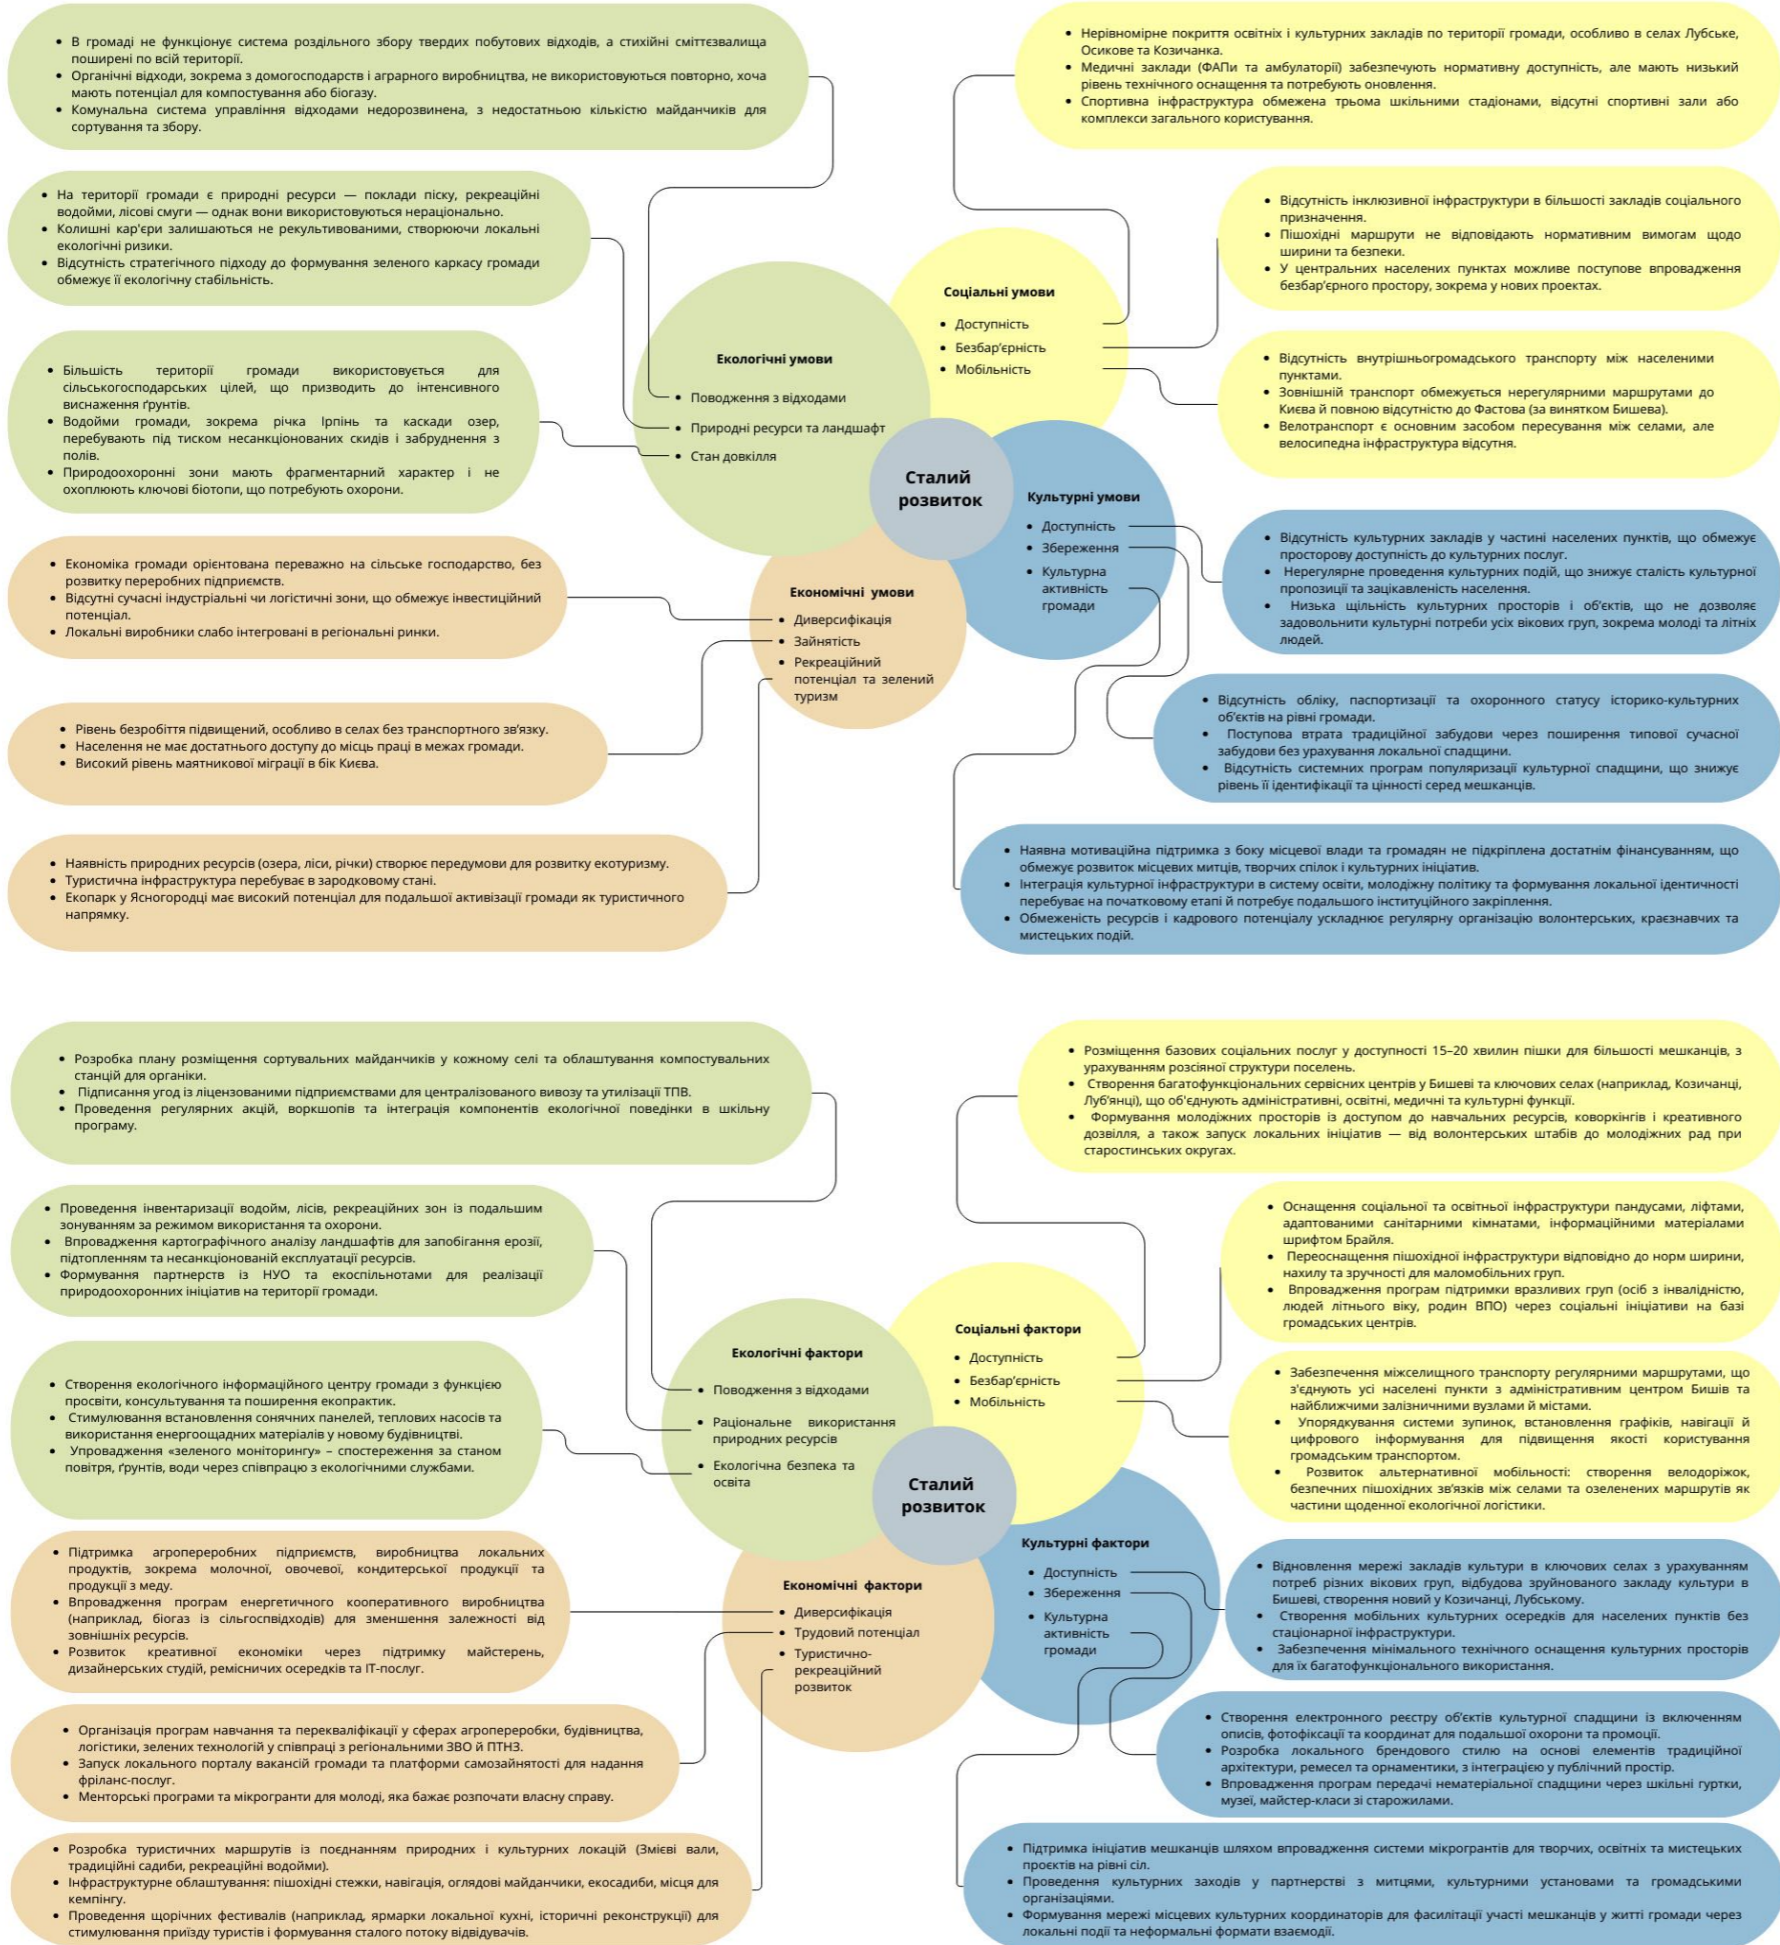 • В громаді не функціонує система роздільного збору твердих побутових відходів, а стихійні сміттєзвалища
поширені по всій території.
• Органічні відходи, зокрема з домогосподарств і аграрного виробництва, не використовуються повторно, хоча
мають потенціал для компостування або біогазу.
• Комунальна система управління відходами недорозвинена, з недостатньою кількістю майданчиків для
сортування та збору.
• На території громади є природні ресурси — поклади піску, рекреаційні
водойми, лісові смуги — однак вони використовуються нераціонально.
• Колишні кар'єри залишаються не рекультивованими, створюючи локальні
екологічні ризики.
• Відсутність стратегічного підходу до формування зеленого каркасу громади
обмежує її екологічну стабільність.
• Більшість території громади використовується для
сільськогосподарських цілей, що призводить до інтенсивного
виснаження ґрунтів.
• Водойми громади, зокрема річка Ірпінь та каскади озер,
перебувають під тиском несанкціонованих скидів і забруднення з
полів.
• Природоохоронні зони мають фрагментарний характер і не
охоплюють ключові біотопи, що потребують охорони.
• Економіка громади орієнтована переважно на сільське господарство, без
розвитку переробних підприємств.
• Відсутні сучасні індустріальні чи логістичні зони, що обмежує інвестиційний
потенціал.
• Локальні виробники слабо інтегровані в регіональні ринки.
• Рівень безробіття підвищений, особливо в селах без транспортного зв'язку.
• Населення не має достатнього доступу до місць праці в межах громади.
• Високий рівень маятникової міграції в бік Києва.
• Наявність природних ресурсів (озера, ліси, річки) створює передумови для розвитку екотуризму.
• Туристична інфраструктура перебуває в зародковому стані.
• Екопарк у Ясногородці має високий потенціал для подальшої активізації громади як туристичного
напрямку.
Екологічні умови
• Поводження з відходами
• Природні ресурси та ландшафт
• Стан довкілля
Соціальні умови
• Доступність
• Безбар'єрність
• Мобільність
Сталий
розвиток
Культурні умови
• Доступність
• Збереження
• Культурна
активність
громади
Економічні умови
• Диверсифікація
• Зайнятість
• Рекреаційний
потенціал та зелений
туризм
• Нерівномірне покриття освітніх і культурних закладів по території громади, особливо в селах Лубське,
Осикове та Козичанка.
• Медичні заклади (ФАПи та амбулаторії) забезпечують нормативну доступність, але мають низький
рівень технічного оснащення та потребують оновлення.
• Спортивна інфраструктура обмежена трьома шкільними стадіонами, відсутні спортивні зали або
комплекси загального користування.
• Відсутність інклюзивної інфраструктури в більшості закладів соціального
призначення.
• Пішохідні маршрути не відповідають нормативним вимогам щодо
ширини та безпеки.
• У центральних населених пунктах можливе поступове впровадження
безбар'єрного простору, зокрема у нових проектах.
• Відсутність внутрішньогромадського транспорту між населеними
пунктами.
• Зовнішній транспорт обмежується нерегулярними маршрутами до
Києва й повною відсутністю до Фастова (за винятком Бишева).
• Велотранспорт є основним засобом пересування між селами, але
велосипедна інфраструктура відсутня.
• Відсутність культурних закладів у частині населених пунктів, що обмежує
просторову доступність до культурних послуг.
• Нерегулярне проведення культурних подій, що знижує сталість культурної
пропозиції та зацікавленість населення.
• Низька щільність культурних просторів і об'єктів, що не дозволяє
задовольнити культурні потреби усіх вікових груп, зокрема молоді та літніх
людей.
• Відсутність обліку, паспортизації та охоронного статусу історико-культурних
об'єктів на рівні громади.
• Поступова втрата традиційної забудови через поширення типової сучасної
забудови без урахування локальної спадщини.
• Відсутність системних програм популяризації культурної спадщини, що знижує
рівень її ідентифікації та цінності серед мешканців.
• Наявна мотиваційна підтримка з боку місцевої влади та громадян не підкріплена достатнім фінансуванням, що
обмежує розвиток місцевих митців, творчих спілок і культурних ініціатив.
• Інтеграція культурної інфраструктури в систему освіти, молодіжну політику та формування локальної ідентичності
перебуває на початковому етапі й потребує подальшого інституційного закріплення.
• Обмеженість ресурсів і кадрового потенціалу ускладнює регулярну організацію волонтерських, краєзнавчих та
мистецьких подій.
• Розробка плану розміщення сортувальних майданчиків у кожному селі та облаштування компостувальних
станцій для органіки.
• Підписання угод із ліцензованими підприємствами для централізованого вивозу та утилізації ТПВ.
• Проведення регулярних акцій, воркшопів та інтеграція компонентів екологічної поведінки в шкільну
програму.
• Проведення інвентаризації водойм, лісів, рекреаційних зон із подальшим
зонуванням за режимом використання та охорони.
• Впровадження картографічного аналізу ландшафтів для запобігання ерозії,
підтопленням та несанкціонованій експлуатації ресурсів.
• Формування партнерств із НУО та екоспільнотами для реалізації
природоохоронних ініціатив на території громади.
• Створення екологічного інформаційного центру громади з функцією
просвіти, консультування та поширення екопрактик.
• Стимулювання встановлення сонячних панелей, теплових насосів та
використання енергоощадних матеріалів у новому будівництві.
• Упровадження «зеленого моніторингу» – спостереження за станом
повітря, ґрунтів, води через співпрацю з екологічними службами.
• Підтримка агропереробних підприємств, виробництва локальних
продуктів, зокрема молочної, овочевої, кондитерської продукції та
продукції з меду.
• Впровадження програм енергетичного кооперативного виробництва
(наприклад, біогаз із сільгоспвідходів) для зменшення залежності від
зовнішніх ресурсів.
• Розвиток креативної економіки через підтримку майстерень,
дизайнерських студій, ремісничих осередків та ІТ-послуг.
• Організація програм навчання та перекваліфікації у сферах агропереробки, будівництва,
логістики, зелених технологій у співпраці з регіональними ЗВО й ПТНЗ.
• Запуск локального порталу вакансій громади та платформи самозайнятості для надання
фріланс-послуг.
• Менторські програми та мікрогранти для молоді, яка бажає розпочати власну справу.
• Розробка туристичних маршрутів із поєднанням природних і культурних локацій (Змієві вали,
традиційні садиби, рекреаційні водойми).
• Інфраструктурне облаштування: пішохідні стежки, навігація, оглядові майданчики, екосадиби, місця для
кемпінгу.
• Проведення щорічних фестивалів (наприклад, ярмарки локальної кухні, історичні реконструкції) для
стимулювання приїзду туристів і формування сталого потоку відвідувачів.
Екологічні фактори
• Поводження з відходами
• Раціональне використання
природних ресурсів
• Екологічна безпека та
освіта
Соціальні фактори
• Доступність
• Безбар'єрність
• Мобільність
Сталий
розвиток
Культурні фактори
• Доступність
• Збереження
• Культурна
активність
громади
Економічні фактори
• Диверсифікація
• Трудовий потенціал
• Туристично-
рекреаційний
розвиток
• Розміщення базових соціальних послуг у доступності 15–20 хвилин пішки для більшості мешканців, з
урахуванням розсіяної структури поселень.
• Створення багатофункціональних сервісних центрів у Бишеві та ключових селах (наприклад, Козичанці,
Луб'янці), що об'єднують адміністративні, освітні, медичні та культурні функції.
• Формування молодіжних просторів із доступом до навчальних ресурсів, коворкінгів і креативного
дозвілля, а також запуск локальних ініціатив — від волонтерських штабів до молодіжних рад при
старостинських округах.
• Оснащення соціальної та освітньої інфраструктури пандусами, ліфтами,
адаптованими санітарними кімнатами, інформаційними матеріалами
шрифтом Брайля.
• Переоснащення пішохідної інфраструктури відповідно до норм ширини,
нахилу та зручності для маломобільних груп.
• Впровадження програм підтримки вразливих груп (осіб з інвалідністю,
людей літнього віку, родин ВПО) через соціальні ініціативи на базі
громадських центрів.
• Забезпечення міжселищного транспорту регулярними маршрутами, що
з'єднують усі населені пункти з адміністративним центром Бишів та
найближчими залізничними вузлами й містами.
• Упорядкування системи зупинок, встановлення графіків, навігації й
цифрового інформування для підвищення якості користування
громадським транспортом.
• Розвиток альтернативної мобільності: створення велодоріжок,
безпечних пішохідних зв'язків між селами та озеленених маршрутів як
частини щоденної екологічної логістики.
• Відновлення мережі закладів культури в ключових селах з урахуванням
потреб різних вікових груп, відбудова зруйнованого закладу культури в
Бишеві, створення новий у Козичанці, Лубському.
• Створення мобільних культурних осередків для населених пунктів без
стаціонарної інфраструктури.
• Забезпечення мінімального технічного оснащення культурних просторів
для їх багатофункціонального використання.
• Створення електронного реєстру об'єктів культурної спадщини із включенням
описів, фотофіксації та координат для подальшої охорони та промоції.
• Розробка локального брендового стилю на основі елементів традиційної
архітектури, ремесел та орнаментики, з інтеграцією у публічний простір.
• Впровадження програм передачі нематеріальної спадщини через шкільні гуртки,
музеї, майстер-класи зі старожилами.
• Підтримка ініціатив мешканців шляхом впровадження системи мікрогрантів для творчих, освітніх та мистецьких
проєктів на рівні сіл.
• Проведення культурних заходів у партнерстві з митцями, культурними установами та громадськими
організаціями.
• Формування мережі місцевих культурних координаторів для фасилітації участі мешканців у житті громади через
локальні події та неформальні формати взаємодії.